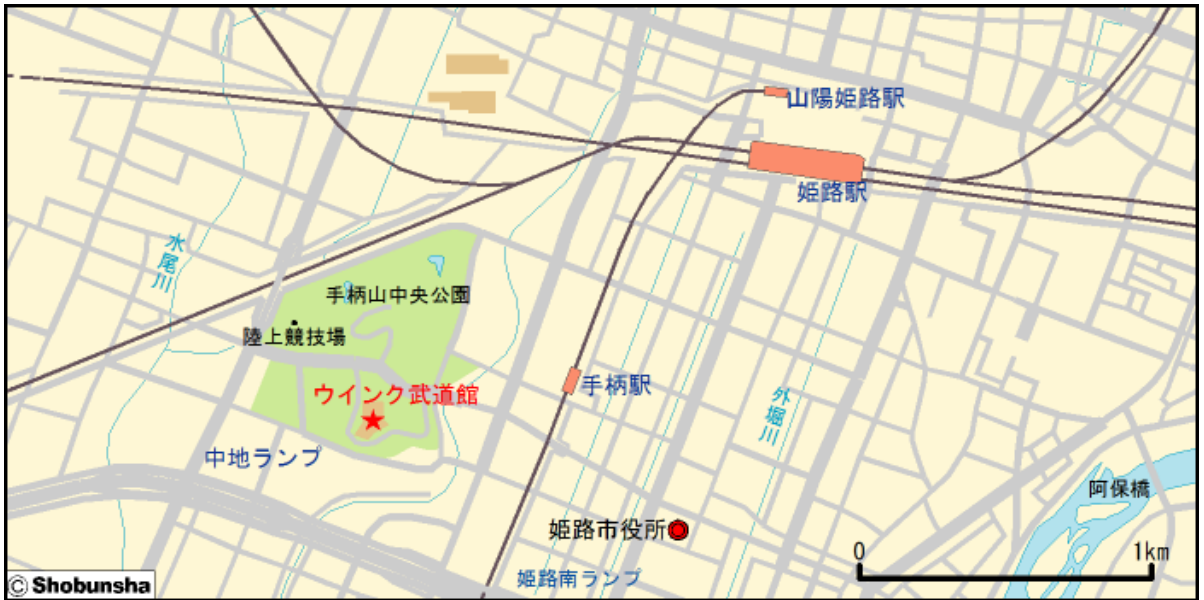 山陽姫路駅
姫路駅
水尾川
手柄山中央公園
陸上競技場
手柄駅
ウインク武道館
外堀川
中地ランプ
阿保橋
姫路市役所
姫路南ランプ
0 1km
© Shobunsha